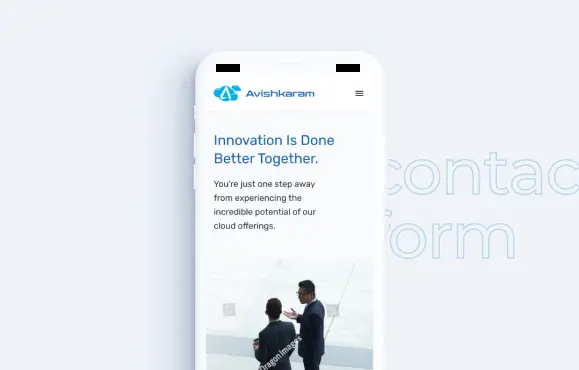 Avishkaram
Innovation Is Done
Better Together.
You're just one step away
from experiencing the
incredible potential of our
cloud offerings.
contac
form
DragonImages